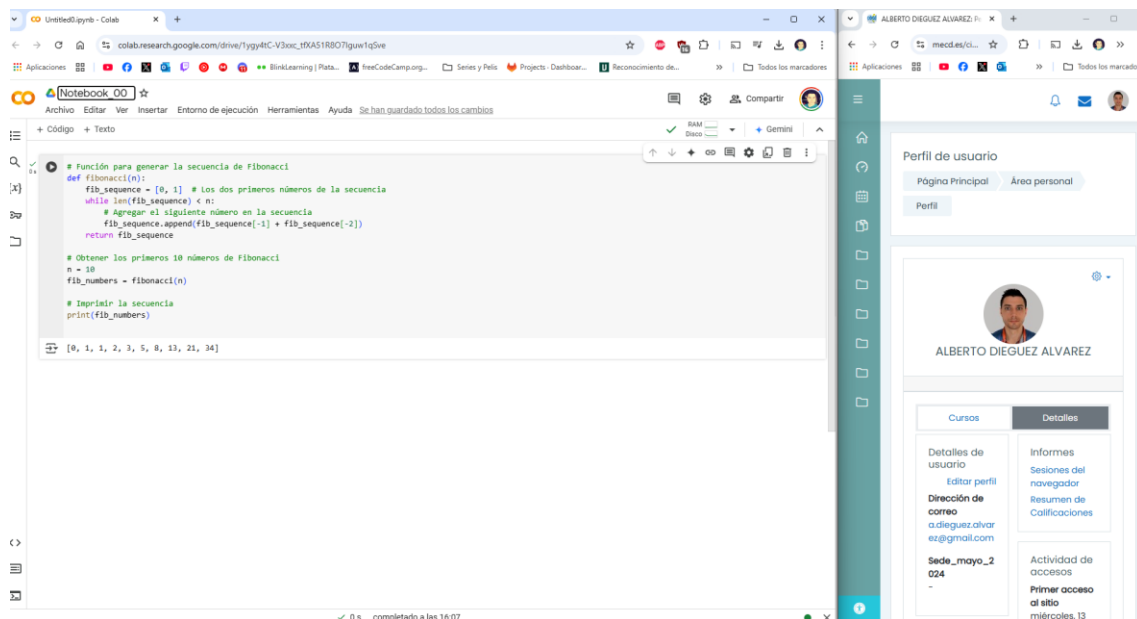 Untitled0.ipynb - Colab
colab.research.google.com/drive/1ygy4tC-V3xxc_tfXA51R8O7Iguw1qSve
Aplicaciones
BlinkLearning | Plata...
freeCodeCamp.org...
Series y Pelis
Projects - Dashboar...
Reconocimiento de...
»
Todos los marcadores
CO
Notebook_00
Compartir
Archivo Editar Ver Insertar Entorno de ejecución Herramientas Ayuda Se han guardado todos los cambios
+ Código + Texto
RAM
Disco
+ Gemini
0 s
{x}
# Función para generar la secuencia de Fibonacci
def fibonacci(n):
fib_sequence = [0, 1] # Los dos primeros números de la secuencia
while len(fib_sequence) < n:
# Agregar el siguiente número en la secuencia
fib_sequence.append(fib_sequence[-1] + fib_sequence[-2])
return fib_sequence
# Obtener los primeros 10 números de Fibonacci
n = 10
fib_numbers = fibonacci(n)
# Imprimir la secuencia
print(fib_numbers)
[0, 1, 1, 2, 3, 5, 8, 13, 21, 34]
0 s completado a las 16:07
ALBERTO DIEGUEZ ALVAREZ: Pe
mecd.es/ci...
Aplicaciones
»
Todos los marcado
Perfil de usuario
Página Principal
Área personal
Perfil
ALBERTO DIEGUEZ ALVAREZ
Cursos
Detalles
Detalles de
usuario
Editar perfil
Dirección de
correo
a.dieguez.alvar
ez@gmail.com
Sede_mayo_2
024
-
Informes
Sesiones del
navegador
Resumen de
Calificaciones
Actividad de
accesos
Primer acceso
al sitio
miércoles, 13